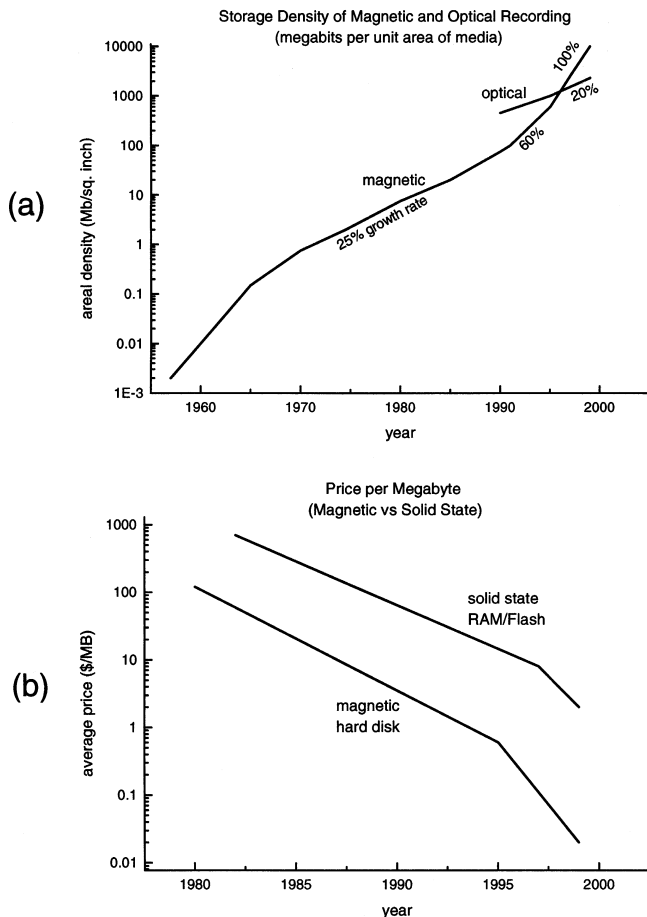 Storage Density of Magnetic and Optical Recording
(megabits per unit area of media)
(a)
areal density (Mb/sq. inch)
10000
1000
100
10
1
0.1
0.01
1E-3
optical
100%
20%
60%
magnetic
25% growth rate
1960 1970 1980 1990 2000
year
Price per Megabyte
(Magnetic vs Solid State)
(b)
average price ($/MB)
1000
100
10
1
0.1
0.01
solid state
RAM/Flash
magnetic
hard disk
1980 1985 1990 1995 2000
year